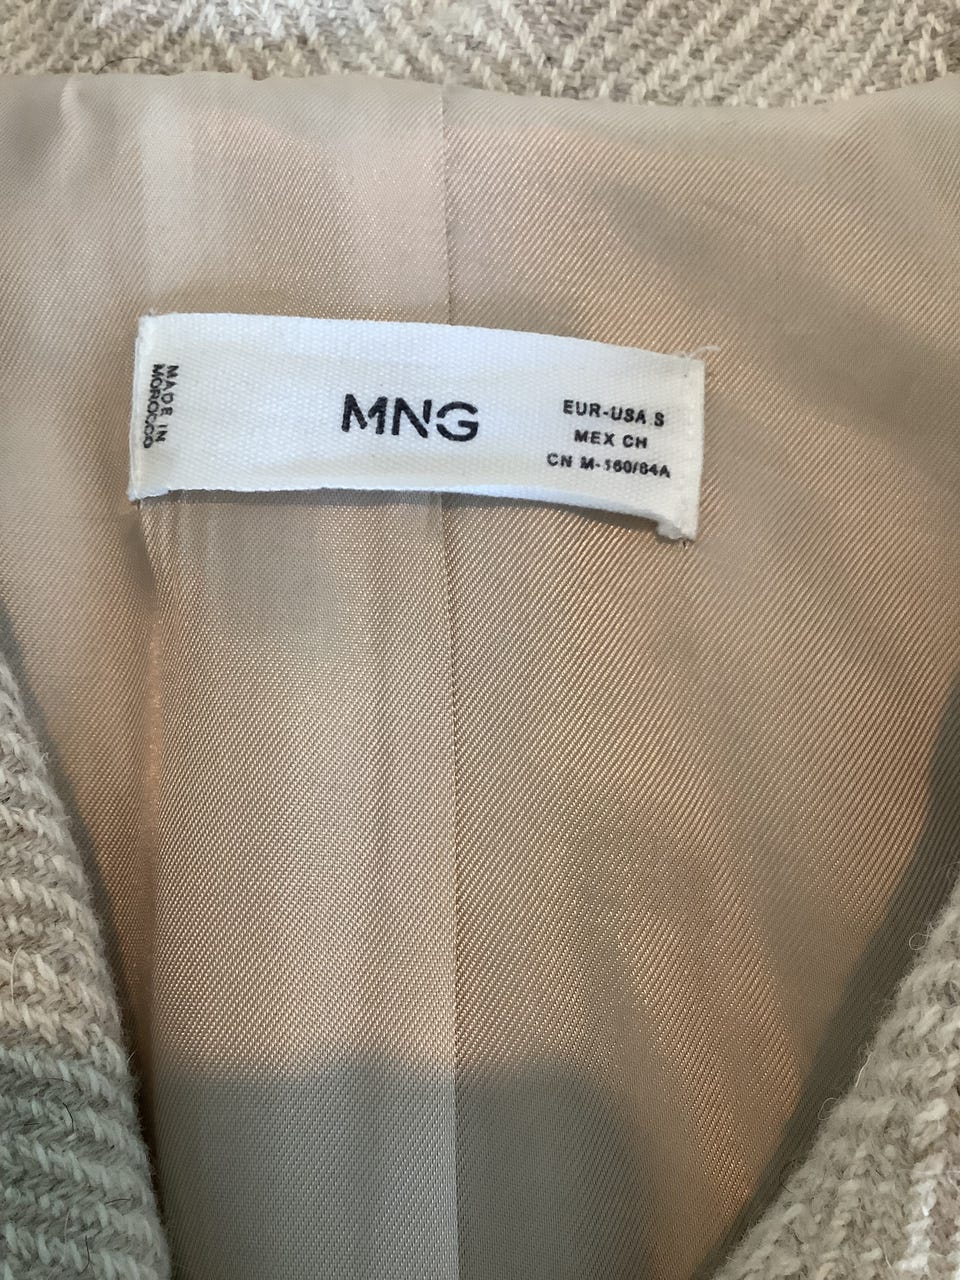 MADE IN
MOROCCO
MNG
EUR-USA S
MEX CH
CN M-160/84A